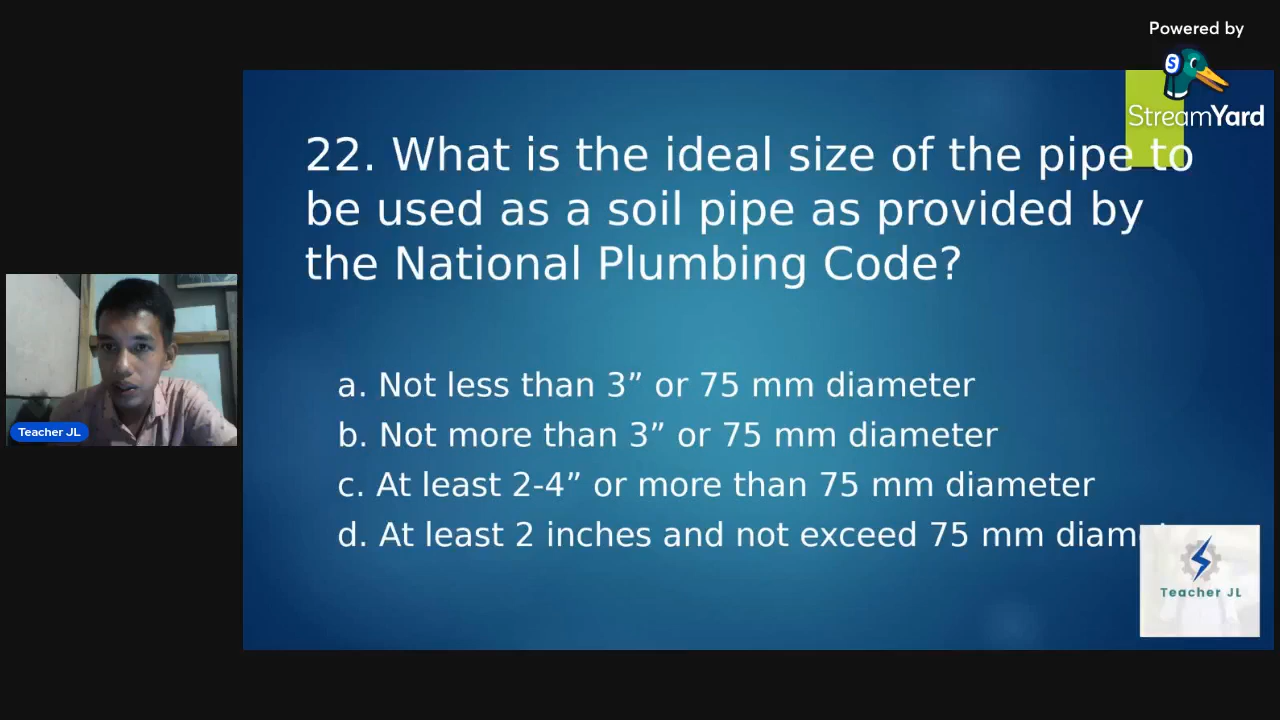 Powered by
StreamYard
22. What is the ideal size of the pipe to
be used as a soil pipe as provided by
the National Plumbing Code?
a. Not less than 3” or 75 mm diameter
b. Not more than 3” or 75 mm diameter
c. At least 2-4” or more than 75 mm diameter
d. At least 2 inches and not exceed 75 mm
Teacher JL
Teacher JL